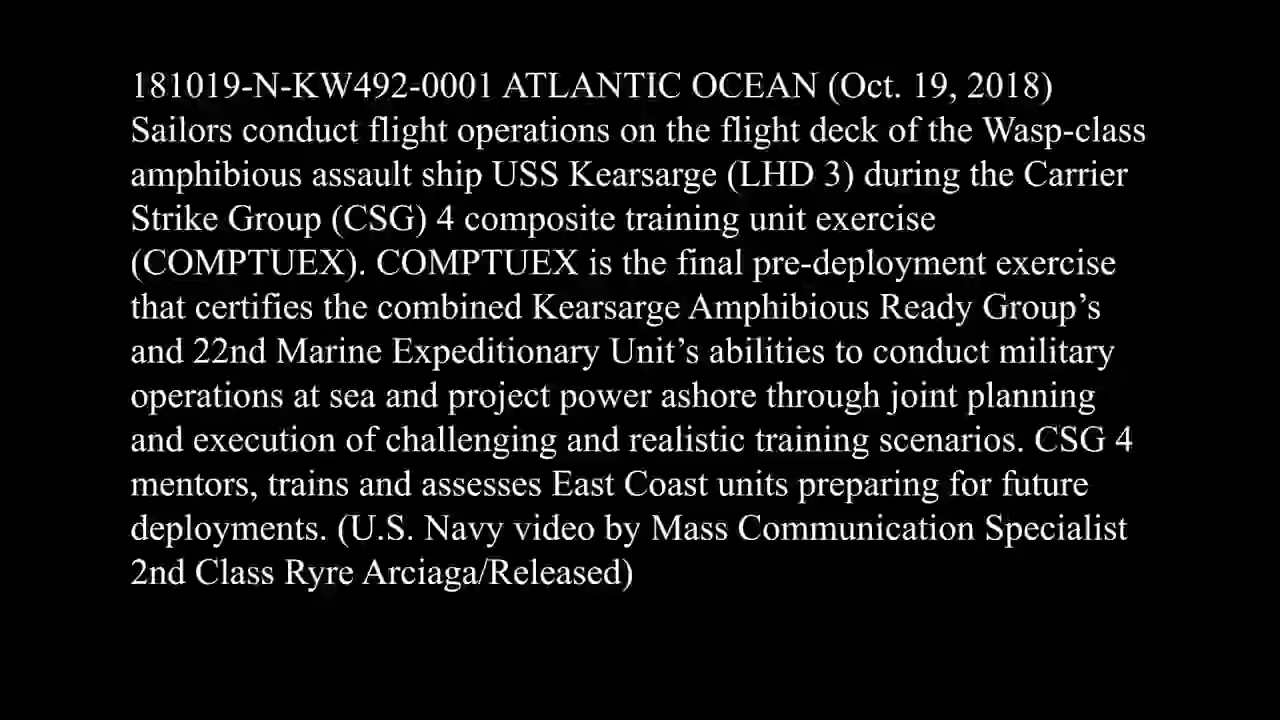 181019-N-KW492-0001 ATLANTIC OCEAN (Oct. 19, 2018)
Sailors conduct flight operations on the flight deck of the Wasp-class
amphibious assault ship USS Kearsarge (LHD 3) during the Carrier
Strike Group (CSG) 4 composite training unit exercise
(COMPTUEX). COMPTUEX is the final pre-deployment exercise
that certifies the combined Kearsarge Amphibious Ready Group’s
and 22nd Marine Expeditionary Unit’s abilities to conduct military
operations at sea and project power ashore through joint planning
and execution of challenging and realistic training scenarios. CSG 4
mentors, trains and assesses East Coast units preparing for future
deployments. (U.S. Navy video by Mass Communication Specialist
2nd Class Ryre Arciaga/Released)